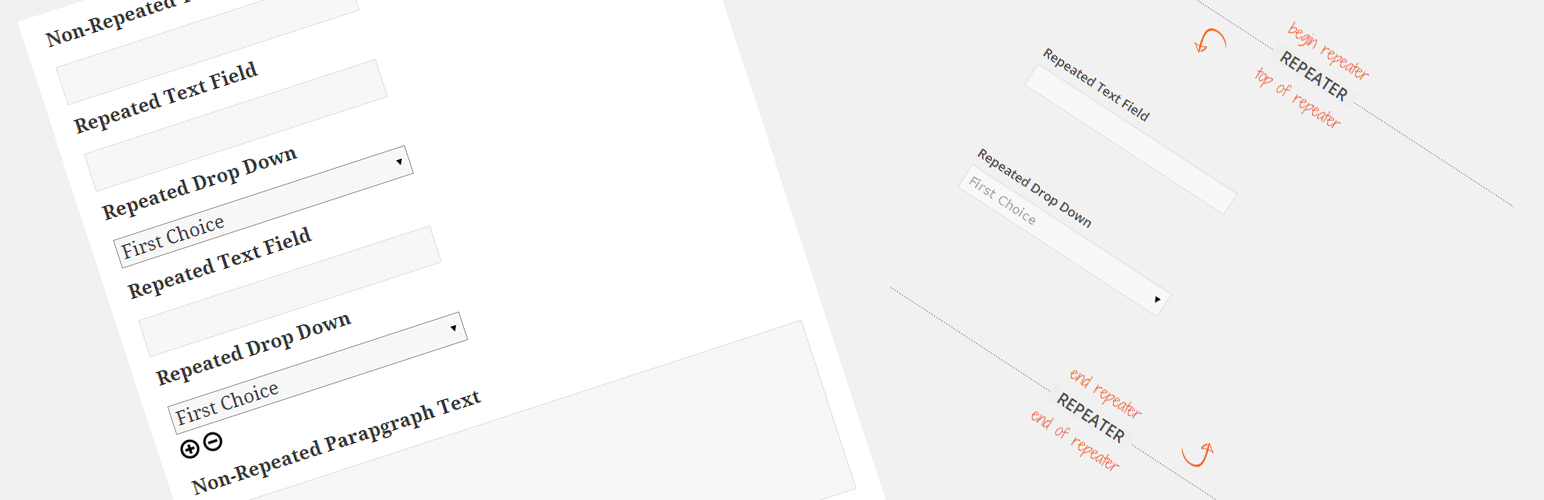 Non-Repeated
Repeated Text Field
Repeated Drop Down
First Choice
Repeated Text Field
Repeated Drop Down
First Choice
Non-Repeated Parapgraph Text
begin repeater
REPEATER
top of repeater
Repeated Text Field
Repeated Drop Down
First Choice
end repeater
REPEATER
end of repeater